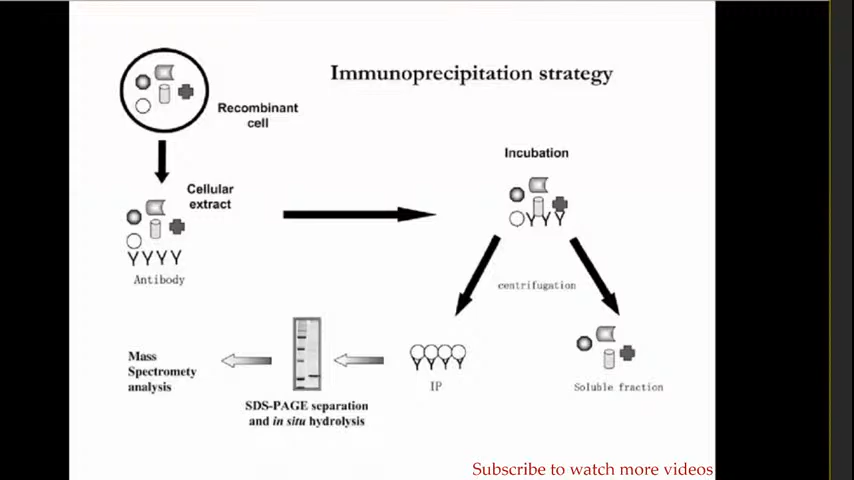 Immunoprecipitation strategy
Recombinant
cell
Cellular
extract
Antibody
Incubation
centrifugation
IP
Soluble fraction
SDS-PAGE separation
and in situ hydrolysis
Mass
Spectromety
analysis
Subscribe to watch more videos